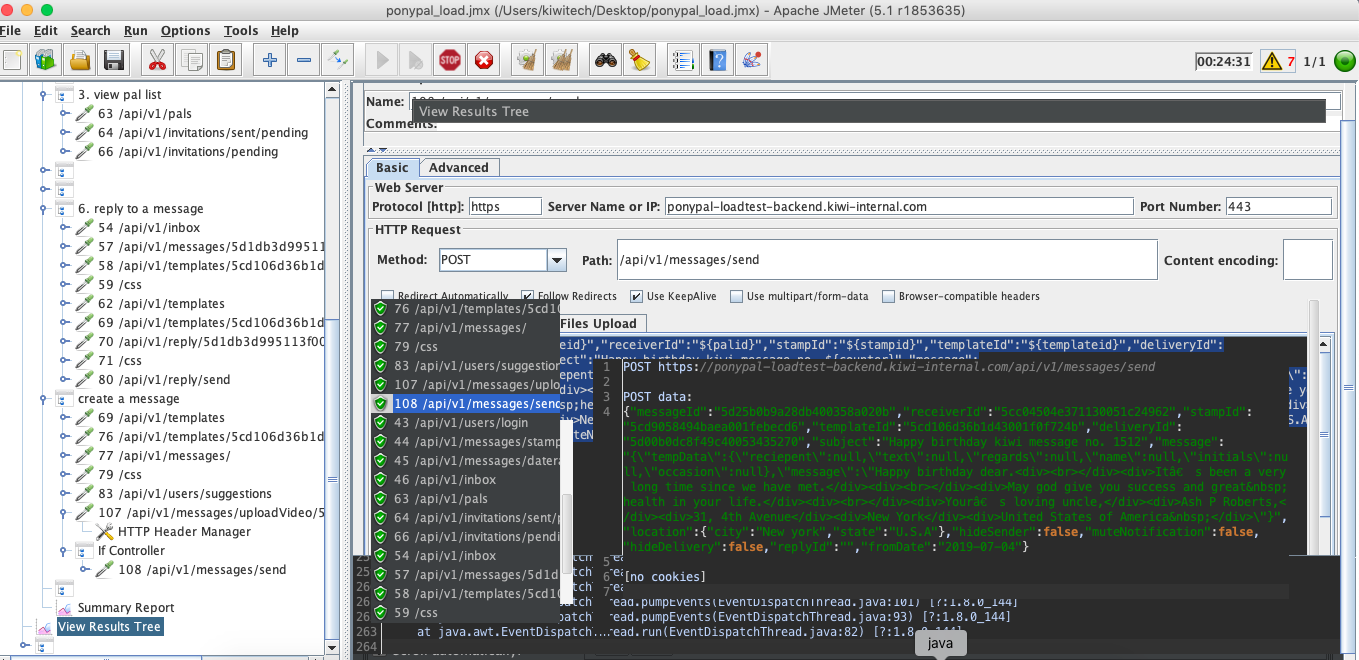 ponypal_load.jmx (/Users/kiwitech/Desktop/ponypal_load.jmx) - Apache JMeter (5.1 r1853635)
File Edit Search Run Options Tools Help
STOP
00:24:31 7 1/1
3. view pal list
63 /api/v1/pals
64 /api/v1/invitations/sent/pending
66 /api/v1/invitations/pending
6. reply to a message
54 /api/v1/inbox
57 /api/v1/messages/5d1db3d99511
58 /api/v1/templates/5cd106d36b1d
59 /css
62 /api/v1/templates
69 /api/v1/templates/5cd106d36b1d
70 /api/v1/reply/5d1db3d995113f00
71 /css
80 /api/v1/reply/send
create a message
69 /api/v1/templates
76 /api/v1/templates/5cd106d36b1d
77 /api/v1/messages/
79 /css
83 /api/v1/users/suggestions
107 /api/v1/messages/uploadVideo/5
HTTP Header Manager
If Controller
108 /api/v1/messages/send
Summary Report
View Results Tree
Name:
View Results Tree
Comments:
Basic Advanced
Web Server
Protocol [http]: https Server Name or IP: ponypal-loadtest-backend.kiwi-internal.com Port Number: 443
HTTP Request
Method: POST Path: /api/v1/messages/send Content encoding:
Redirect Automatically Follow Redirects Use KeepAlive Use multipart/form-data Browser-compatible headers
Files Upload
eid}","receiverId":"${palid}","stampId":"${stampid}","templateId":"${templateid}","deliveryId":
76 /api/v1/templates/5cd10
77 /api/v1/messages/
79 /css
83 /api/v1/users/suggestion
107 /api/v1/messages/uplo
108 /api/v1/messages/send
43 /api/v1/users/login
44 /api/v1/messages/stamp
45 /api/v1/messages/datera
46 /api/v1/inbox
63 /api/v1/pals
64 /api/v1/invitations/sent/p
66 /api/v1/invitations/pendi
54 /api/v1/inbox
57 /api/v1/messages/5d1d
58 /api/v1/templates/5cd10
59 /css
1 POST https://ponypal-loadtest-backend.kiwi-internal.com/api/v1/messages/send
2
3 POST data:
4 {"messageId":"5d25b0b9a28db400358a020b","receiverId":"5cc04504e371130051c24962","stampId":
"5cd9058494baea001febecd6","templateId":"5cd106d36b1d43001f0f724b","deliveryId":
"5d00b0dc8f49c40053435270","subject":"Happy birthday kiwi message no. 1512","message":
"{\"tempData\":{\"reciepent\":null,\"text\":null,\"regards\":null,\"name\":null,\"initials\":nu
ll,\"occasion\":null},\"message\":\"Happy birthday dear.<div><br></div><div>Itâ€ s been a very
long time since we have met.</div><div><br></div><div>May god give you success and great&nbsp;
health in your life.</div><div><br></div><div>Yourâ€ s loving uncle,</div><div>Ash P Roberts,<
/div><div>31, 4th Avenue</div><div>New York</div><div>United States of America&nbsp;</div>\"}",
"location":{"city":"New york","state":"U.S.A"},"hideSender":false,"muteNotification":false,
"hideDelivery":false,"replyId":"","fromDate":"2019-07-04"}
5
6 [no cookies]
7
read.pumpEvents(EventDispatchThread.java:101) [?:1.8.0_144]
read.pumpEvents(EventDispatchThread.java:93) [?:1.8.0_144]
263 at java.awt.EventDispatch....read.run(EventDispatchThread.java:82) [?:1.8.
264
java